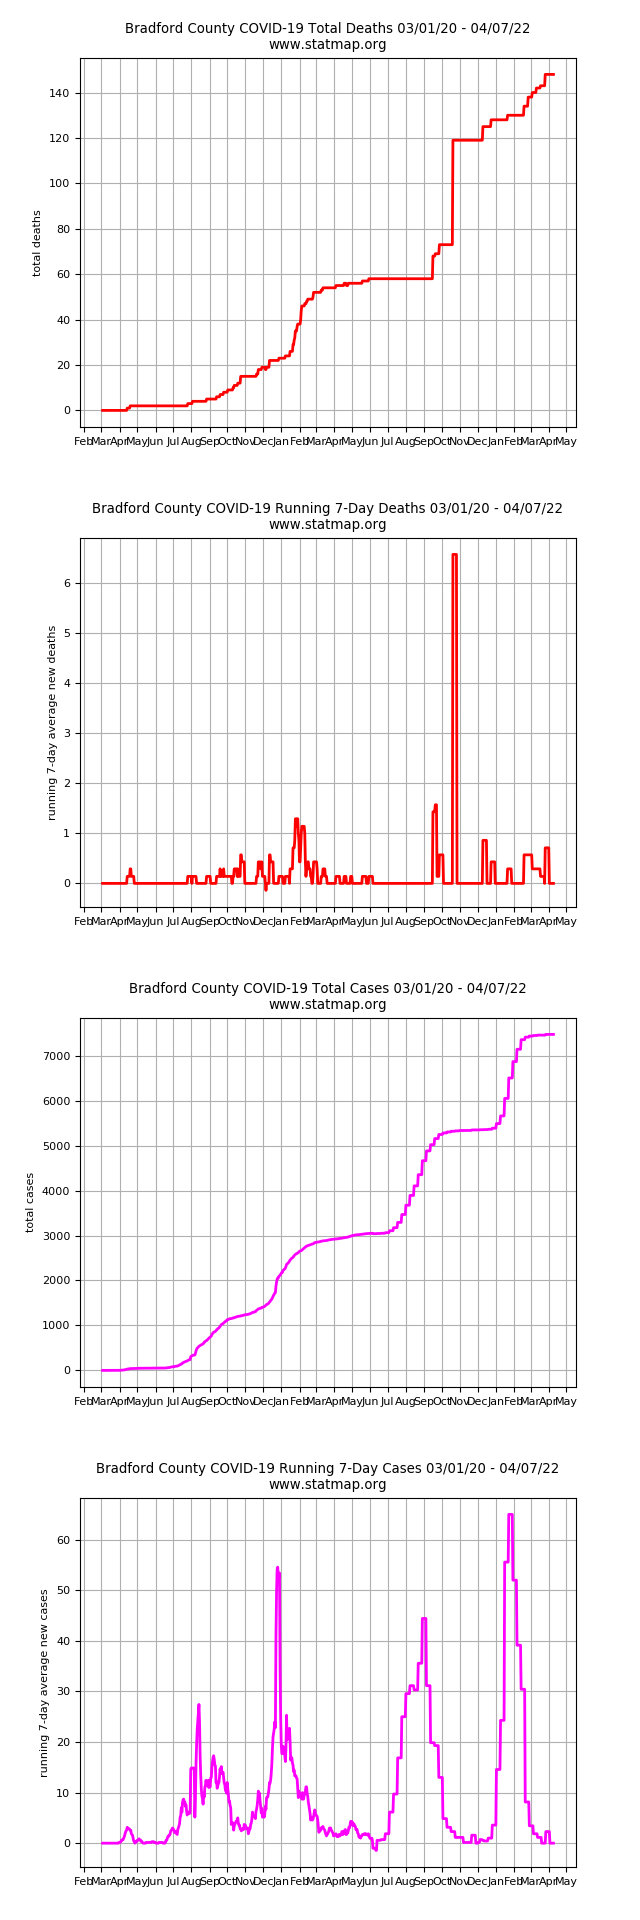 Bradford County COVID-19 Total Deaths 03/01/20 - 04/07/22
www.statmap.org
total deaths
140
120
100
80
60
40
20
0
Feb Mar Apr May Jun Jul Aug Sep Oct Nov Dec Jan Feb Mar Apr May Jun Jul Aug Sep Oct Nov Dec Jan Feb Mar Apr May
Bradford County COVID-19 Running 7-Day Deaths 03/01/20 - 04/07/22
www.statmap.org
running 7-day average new deaths
6
5
4
3
2
1
0
Feb Mar Apr May Jun Jul Aug Sep Oct Nov Dec Jan Feb Mar Apr May Jun Jul Aug Sep Oct Nov Dec Jan Feb Mar Apr May
Bradford County COVID-19 Total Cases 03/01/20 - 04/07/22
www.statmap.org
total cases
7000
6000
5000
4000
3000
2000
1000
0
Feb Mar Apr May Jun Jul Aug Sep Oct Nov Dec Jan Feb Mar Apr May Jun Jul Aug Sep Oct Nov Dec Jan Feb Mar Apr May
Bradford County COVID-19 Running 7-Day Cases 03/01/20 - 04/07/22
www.statmap.org
running 7-day average new cases
60
50
40
30
20
10
0
Feb Mar Apr May Jun Jul Aug Sep Oct Nov Dec Jan Feb Mar Apr May Jun Jul Aug Sep Oct Nov Dec Jan Feb Mar Apr May